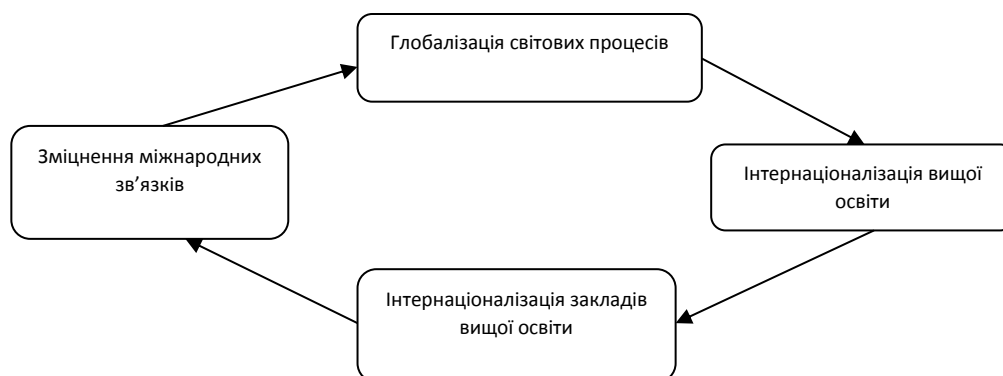 Глобалізація світових процесів
Зміцнення міжнародних
зв’язків
Інтернаціоналізація вищої
освіти
Інтернаціоналізація закладів
вищої освіти